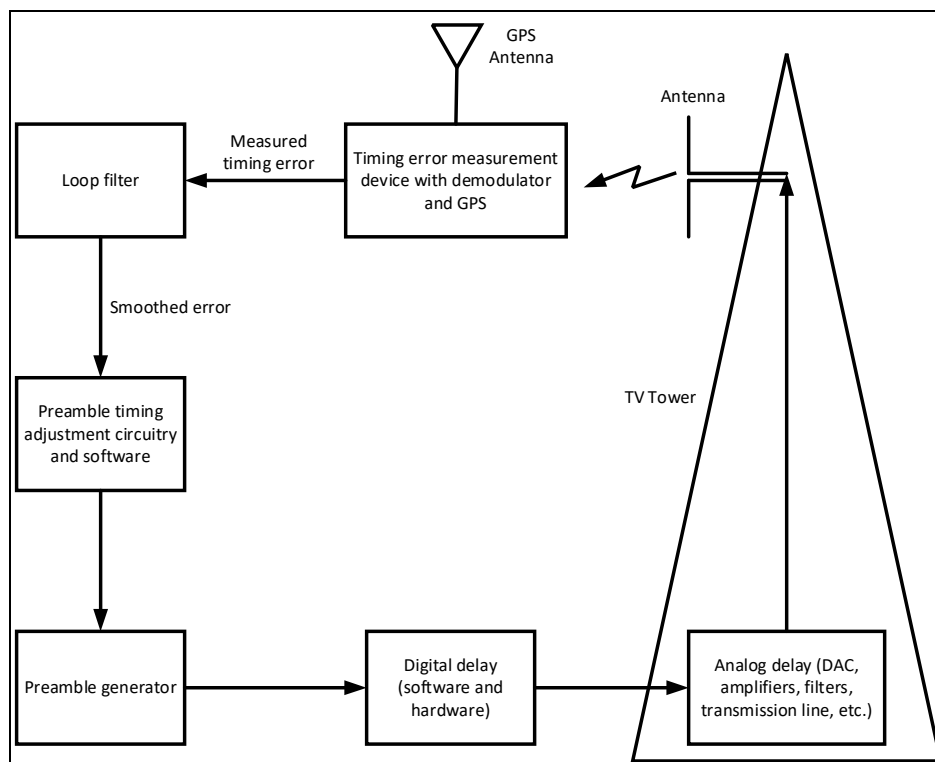 GPS
Antenna
Antenna
Measured
timing error
Loop filter
Timing error measurement
device with demodulator
and GPS
Smoothed error
Preamble timing
adjustment circuitry
and software
TV Tower
Preamble generator
Digital delay
(software and
hardware)
Analog delay (DAC,
amplifiers, filters,
transmission line, etc.)